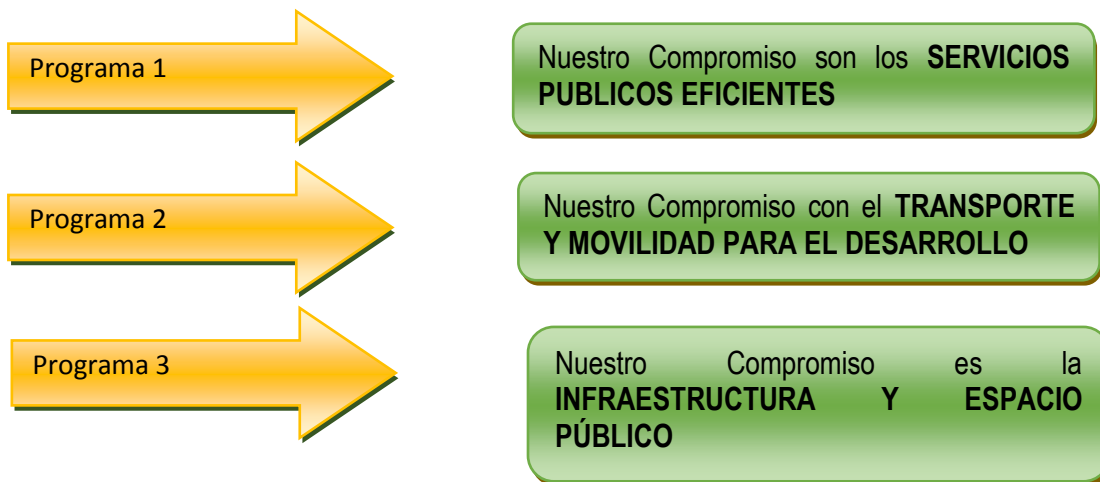 Programa 1
Nuestro Compromiso son los SERVICIOS
PUBLICOS EFICIENTES
Programa 2
Nuestro Compromiso con el TRANSPORTE
Y MOVILIDAD PARA EL DESARROLLO
Programa 3
Nuestro Compromiso es la
INFRAESTRUCTURA Y ESPACIO
PÚBLICO